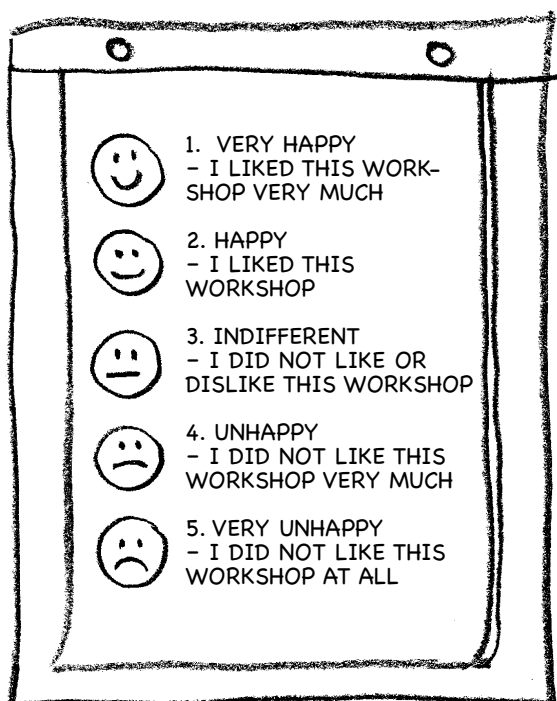 1.  VERY HAPPY
– I LIKED THIS WORK-
SHOP VERY MUCH
2. HAPPY
– I LIKED THIS
WORKSHOP
3. INDIFFERENT
– I DID NOT LIKE OR
DISLIKE THIS WORKSHOP
4. UNHAPPY
– I DID NOT LIKE THIS
WORKSHOP VERY MUCH
5. VERY UNHAPPY
– I DID NOT LIKE THIS
WORKSHOP AT ALL